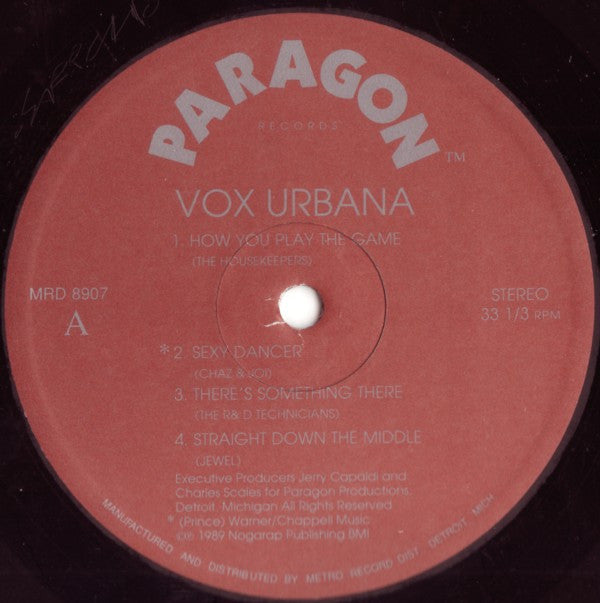 PARAGON
TM
RECORDS
VOX URBANA
1. HOW YOU PLAY THE GAME
(THE HOUSEKEEPERS)
MRD 8907
A
STEREO
33 1/3 RPM
*2. SEXY DANCER
(CHAZ & JOI)
3. THERE'S SOMETHING THERE
(THE R& D TECHNICIANS)
4. STRAIGHT DOWN THE MIDDLE
(JEWEL)
Executive Producers Jerry Capaldi and
Charles Scales for Paragon Productions,
Detroit, Michigan All Rights Reserved
* (Prince) Warner/Chappell Music
©℗ 1989 Nogarap Publishing BMI
MANUFACTURED AND DISTRIBUTED BY METRO RECORD DIST. DETROIT, MICH